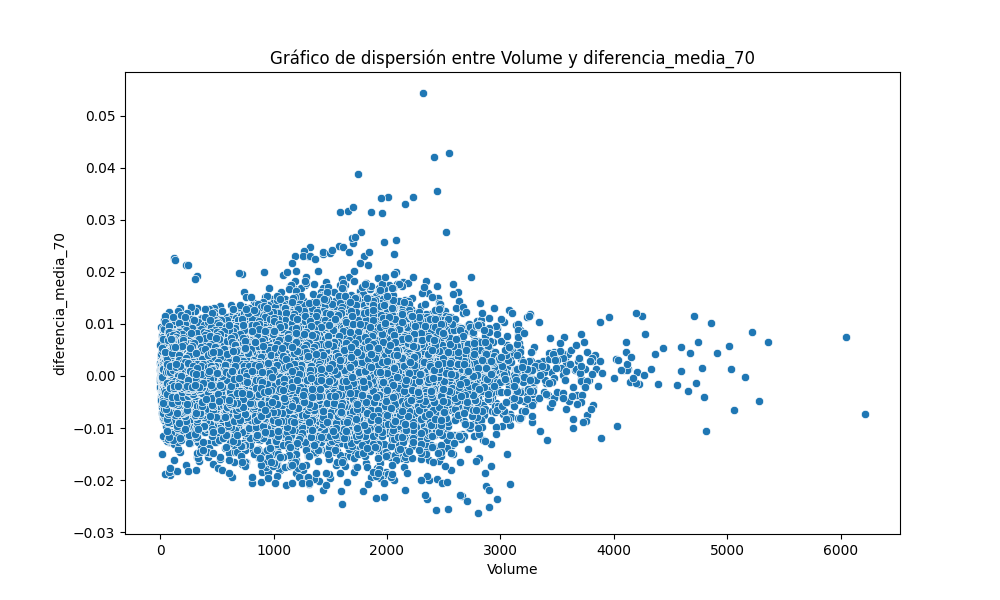 Gráfico de dispersión entre Volume y diferencia_media_70
diferencia_media_70
0.05
0.04
0.03
0.02
0.01
0.00
−0.01
−0.02
−0.03
0 1000 2000 3000 4000 5000 6000
Volume